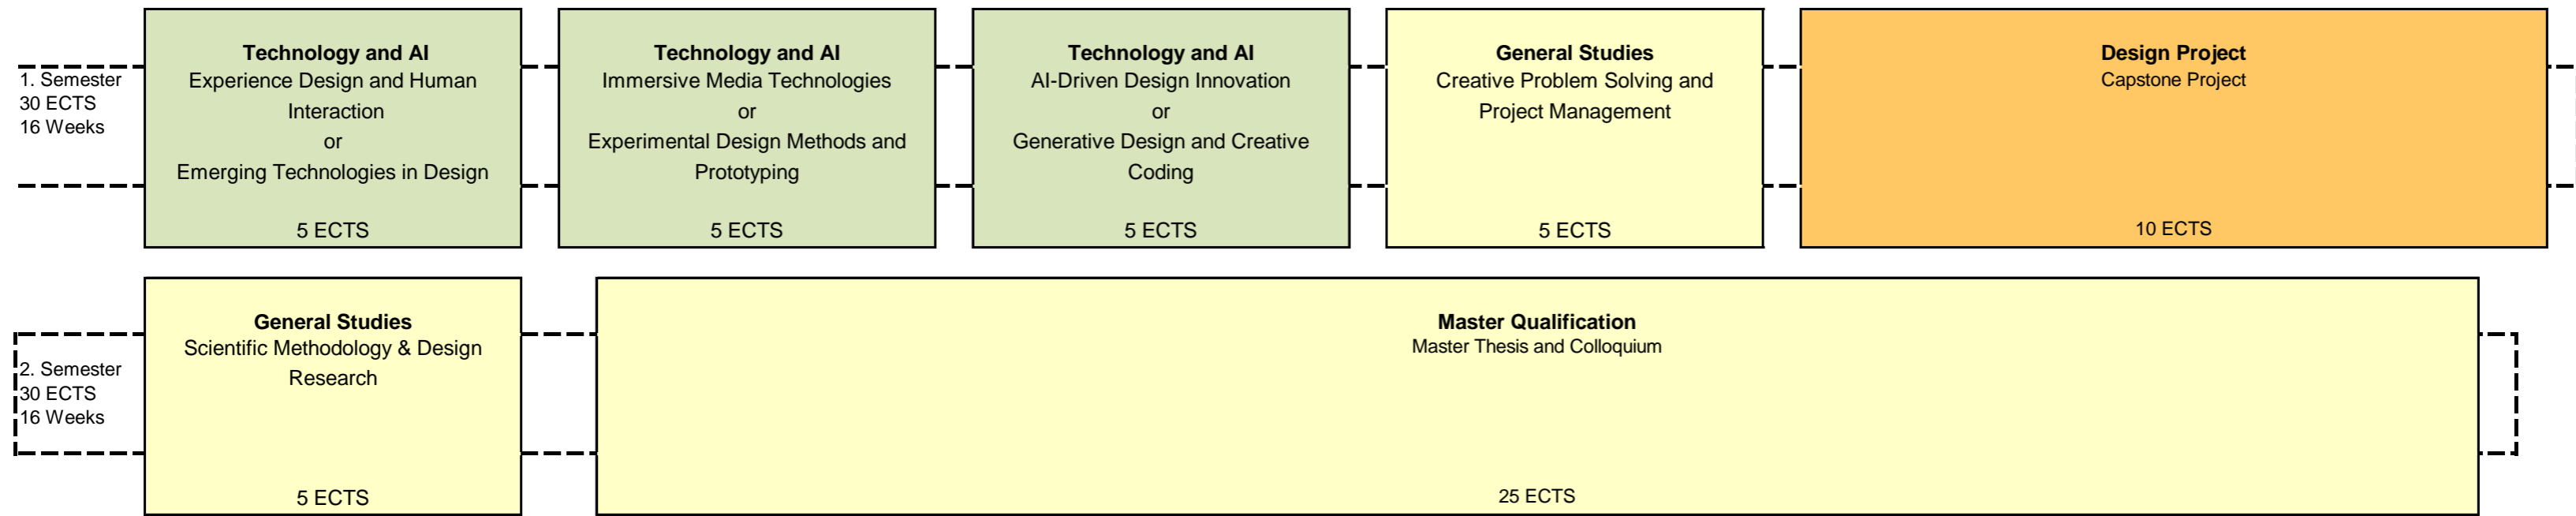 1. Semester
30 ECTS
16 Weeks
Technology and AI
Experience Design and Human
Interaction
or
Emerging Technologies in Design
5 ECTS
Technology and AI
Immersive Media Technologies
or
Experimental Design Methods and
Prototyping
5 ECTS
Technology and AI
AI-Driven Design Innovation
or
Generative Design and Creative
Coding
5 ECTS
General Studies
Creative Problem Solving and
Project Management
5 ECTS
Design Project
Capstone Project
10 ECTS
2. Semester
30 ECTS
16 Weeks
General Studies
Scientific Methodology & Design
Research
5 ECTS
Master Qualification
Master Thesis and Colloquium
25 ECTS